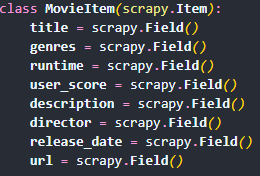 class MovieItem(scrapy.Item):
    title = scrapy.Field()
    genres = scrapy.Field()
    runtime = scrapy.Field()
    user_score = scrapy.Field()
    description = scrapy.Field()
    director = scrapy.Field()
    release_date = scrapy.Field()
    url = scrapy.Field()